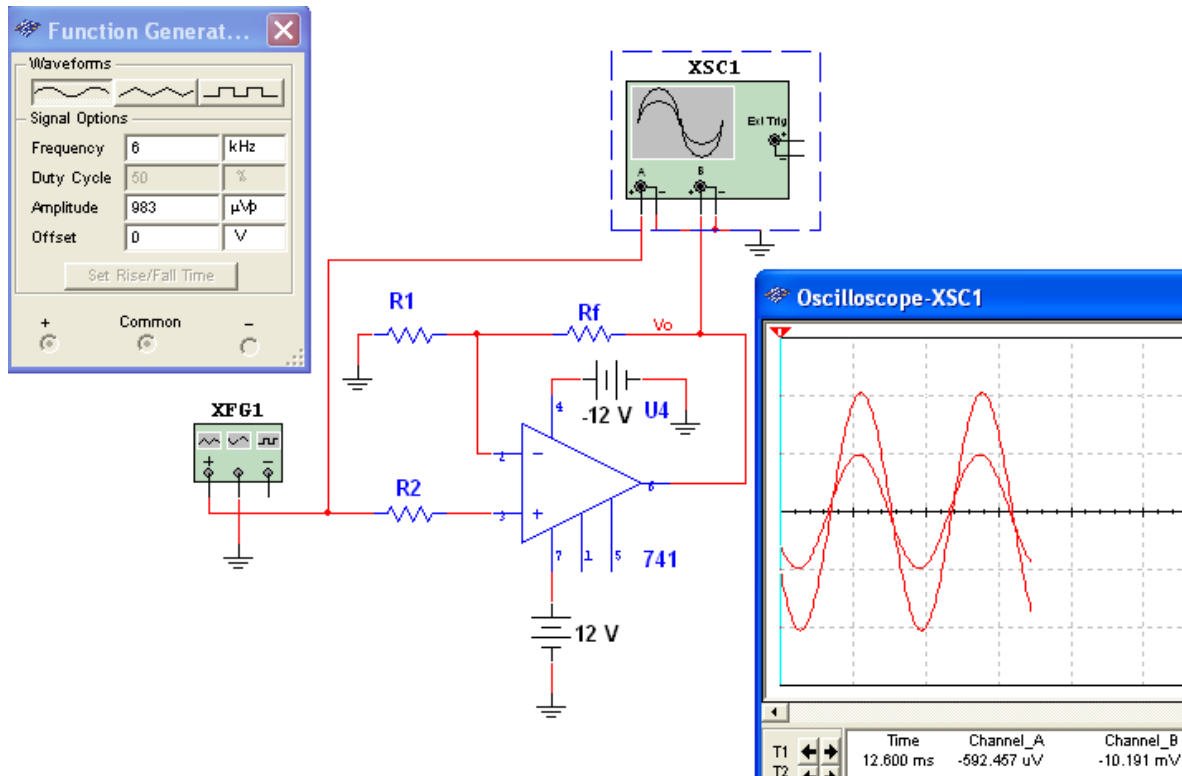 Function Generat...
Waveforms
Signal Options
Frequency 6 kHz
Duty Cycle 50 %
Amplitude 983 µVp
Offset 0 V
Set Rise/Fall Time
+ Common −
XSC1
Ext Trig
+
−
A B
+ − + −
R1
Rf
Vo
4
-12 V
U4
XFG1
+ −
2
−
6
R2
3
+
7
1
5
741
12 V
Oscilloscope-XSC1
T
Time Channel_A Channel_B
T1 12.600 ms -592.457 uV -10.191 mV
T2